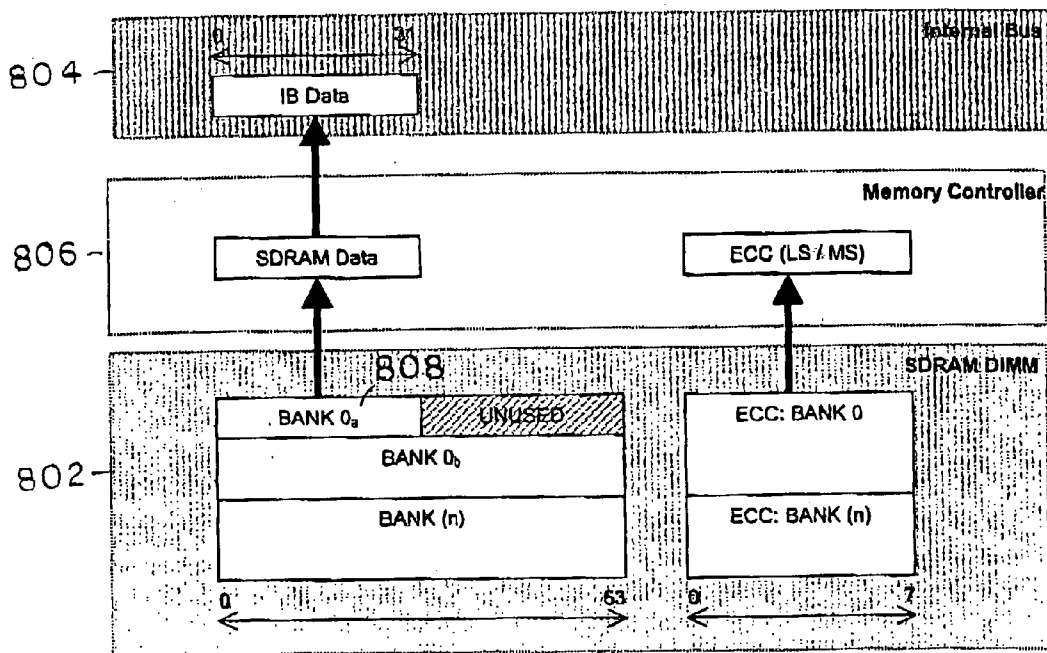 Internal Bus
0 31
804
IB Data
Memory Controller
806
SDRAM Data
ECC (LS / MS)
808
SDRAM DIMM
BANK 0a
UNUSED
ECC: BANK 0
BANK 0b
802
BANK (n)
ECC: BANK (n)
0 63
0 7